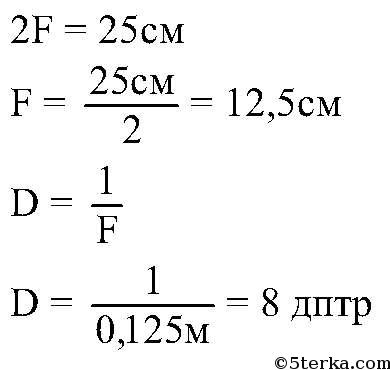 2F = 25см
F = 25см/2 = 12,5см
D = 1/F
D = 1/0,125м = 8 дптр
©5terka.com